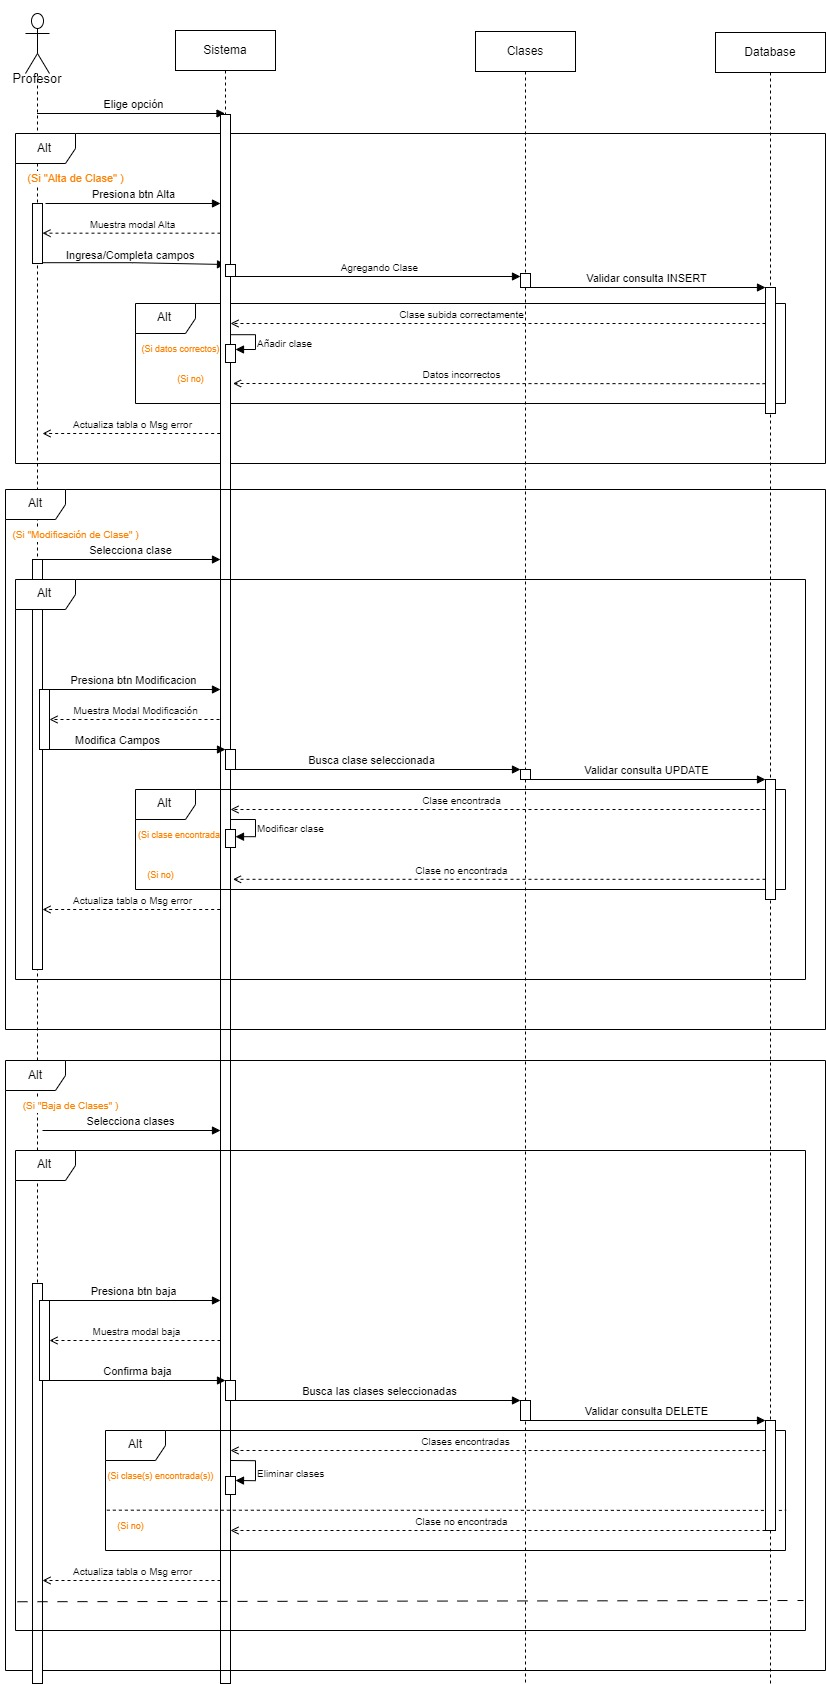 Sistema
Clases
Database
Profesor
Elige opción
Alt
(Si "Alta de Clase" )
Presiona btn Alta
Muestra modal Alta
Ingresa/Completa campos
Agregando Clase
Validar consulta INSERT
Alt
Clase subida correctamente
(Si datos correctos)
Añadir clase
(Si no)
Datos incorrectos
Actualiza tabla o Msg error
Alt
(Si "Modificación de Clase" )
Selecciona clase
Alt
Presiona btn Modificacion
Muestra Modal Modificación
Modifica Campos
Busca clase seleccionada
Validar consulta UPDATE
Alt
Clase encontrada
(Si clase encontrada
Modificar clase
(Si no)
Clase no encontrada
Actualiza tabla o Msg error
Alt
(Si "Baja de Clases" )
Selecciona clases
Alt
Presiona btn baja
Muestra modal baja
Confirma baja
Busca las clases seleccionadas
Validar consulta DELETE
Alt
Clases encontradas
(Si clase(s) encontrada(s))
Eliminar clases
(Si no)
Clase no encontrada
Actualiza tabla o Msg error